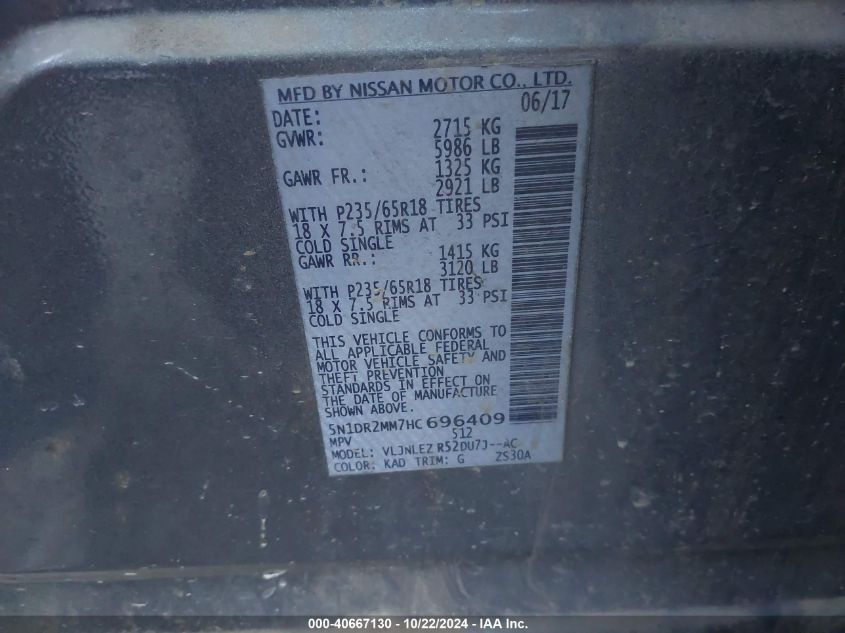 MFD BY NISSAN MOTOR CO., LTD.
DATE: 06/17
GVWR: 2715 KG
5986 LB
GAWR FR.: 1325 KG
2921 LB
WITH P235/65R18 TIRES
18 X 7.5 RIMS AT 33 PSI
COLD SINGLE
GAWR RR.: 1415 KG
3120 LB
WITH P235/65R18 TIRES
18 X 7.5 RIMS AT 33 PSI
COLD SINGLE
THIS VEHICLE CONFORMS TO
ALL APPLICABLE FEDERAL
MOTOR VEHICLE SAFETY AND
THEFT PREVENTION
STANDARDS IN EFFECT ON
THE DATE OF MANUFACTURE
SHOWN ABOVE.
5N1DR2MM7HC696409
MPV 512
MODEL:
COLOR: KAD TRIM: G ZS30A
000-40667130 - 10/22/2024 - IAA Inc.